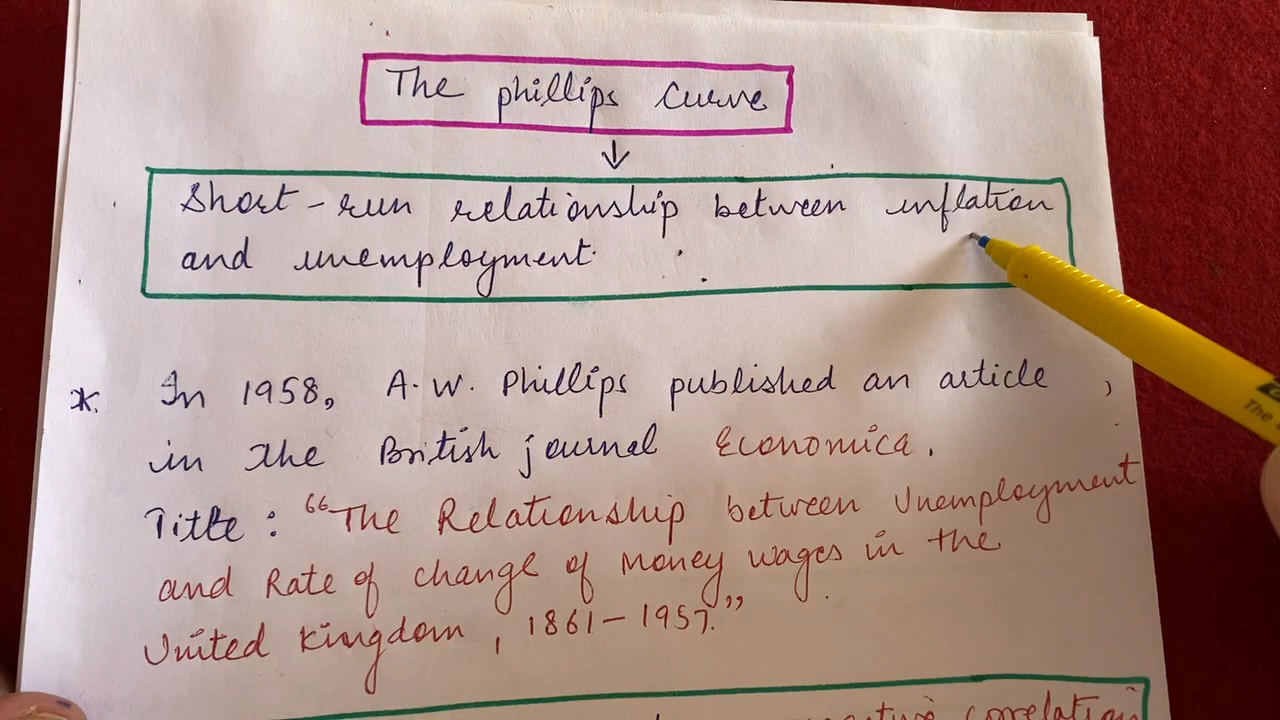 The phillips Curve
Short-run relationship between inflation
and unemployment.
*. In 1958, A.W. Phillips published an article,
in the British journal Economica.
Title: "The Relationship between Unemployment
and Rate of change of Money wages in the
United Kingdom, 1861-1957."
correlation
The